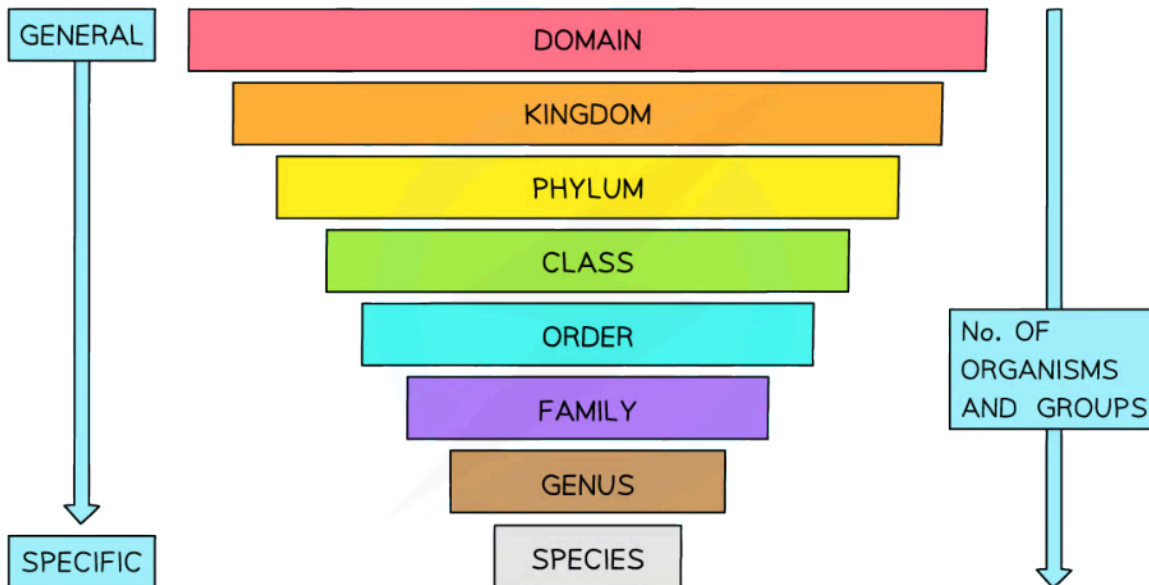 GENERAL
DOMAIN
KINGDOM
PHYLUM
CLASS
ORDER
No. OF
ORGANISMS
AND GROUPS
FAMILY
GENUS
SPECIFIC
SPECIES